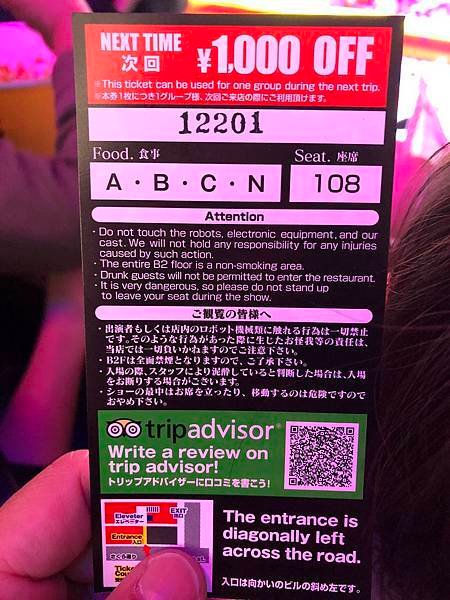 NEXT TIME
次回
¥1,000 OFF
※This ticket can be used for one group during the next trip.
※本券1枚につき1グループ様、次回ご来店の際にご利用頂けます。
12201
Food. 食事
Seat. 座席
A・B・C・N
108
Attention
・Do not touch the robots, electronic equipment, and our
cast. We will not hold any responsibility for any injuries
caused by such action.
・The entire B2 floor is a non-smoking area.
・Drunk guests will not be permitted to enter the restaurant.
・It is very dangerous, so please do not stand up
to leave your seat during the show.
ご観覧の皆様へ
・出演者もしくは店内のロボット機械類に触れる行為は一切禁止
です。そのような行為があった際に生じたお怪我等の責任は、
当店では一切負いかねますのでご注意下さい。
・B2Fは全面禁煙となりますので、ご了承下さい。
・入場の際、スタッフにより泥酔していると判断した場合は、入場
をお断りする場合がございます。
・ショーの最中はお席を立ったり、移動するのは危険ですので
おやめ下さい。
tripadvisor
Write a review on
trip advisor!
トリップアドバイザーに口コミを書こう!
Elevater
エレベーター
EXIT
出口
Entrance
入口
さくら通り
Ticket
The entrance is
diagonally left
across the road.
入口は向かいのビルの斜め左です。